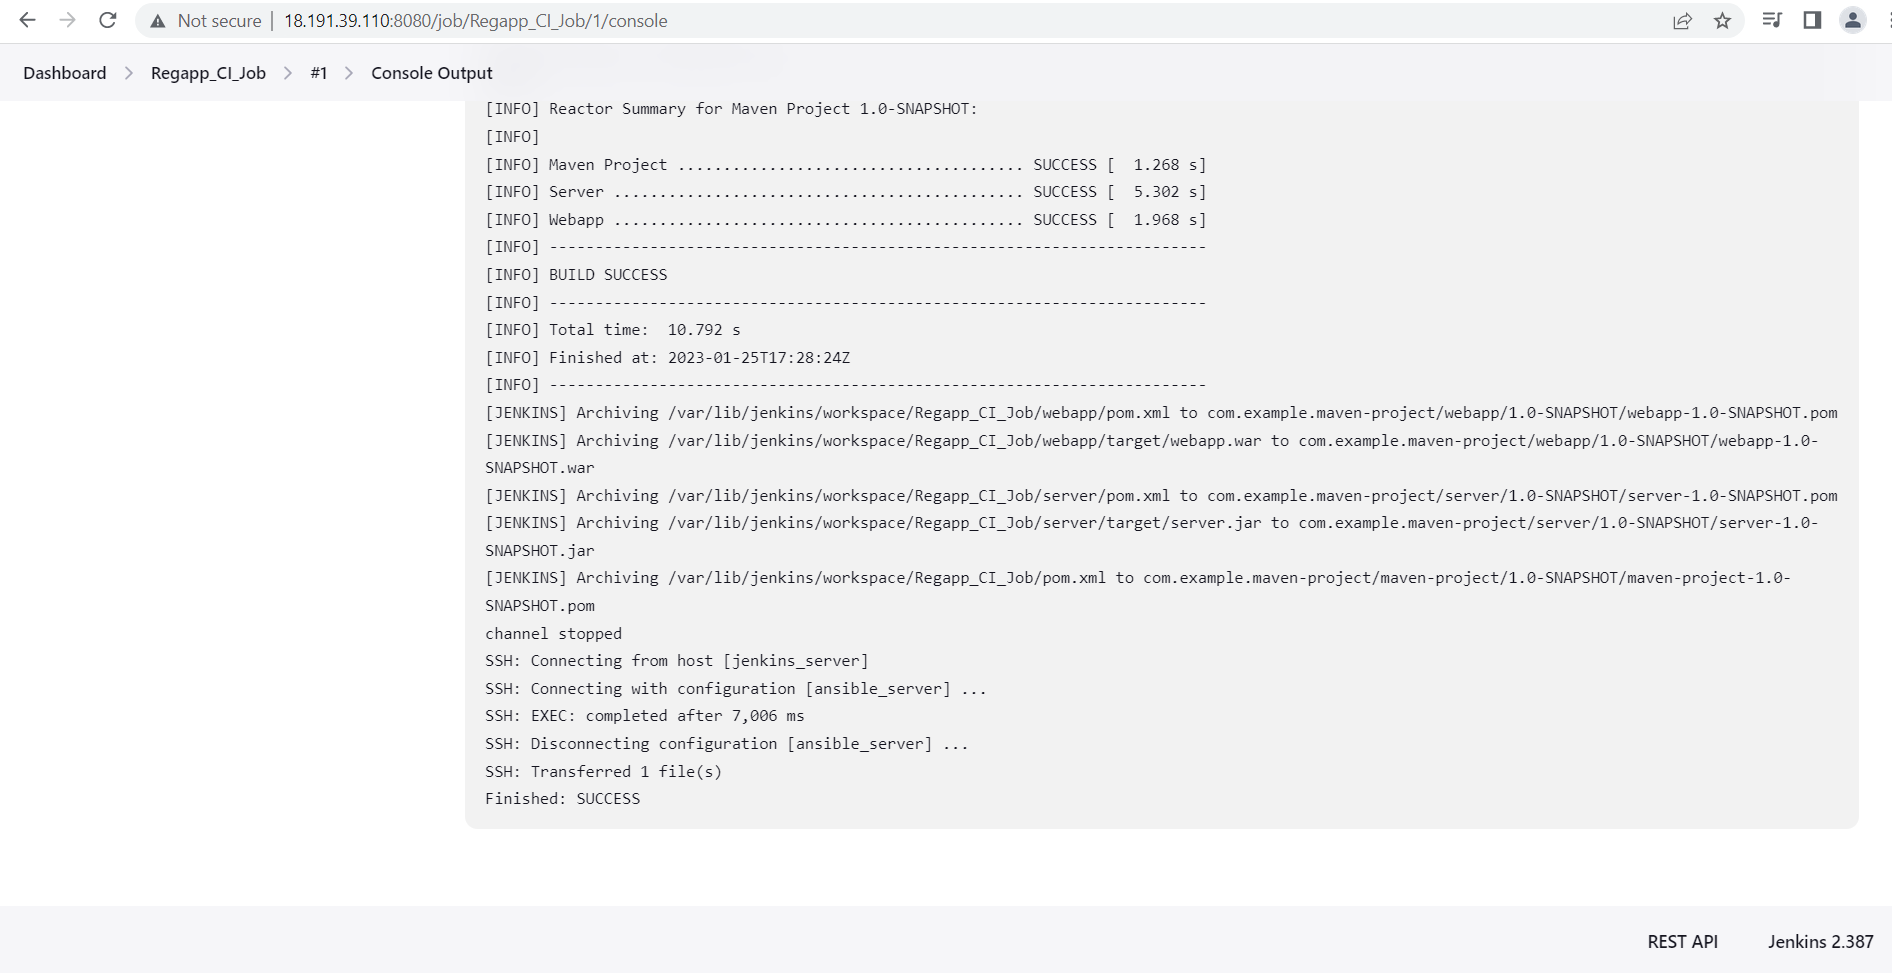 Not secure | 18.191.39.110:8080/job/Regapp_CI_Job/1/console
Dashboard > Regapp_CI_Job > #1 > Console Output
[INFO] Reactor Summary for Maven Project 1.0-SNAPSHOT:
[INFO]
[INFO] Maven Project ...................................... SUCCESS [  1.268 s]
[INFO] Server ............................................. SUCCESS [  5.302 s]
[INFO] Webapp ............................................. SUCCESS [  1.968 s]
[INFO] ------------------------------------------------------------------------
[INFO] BUILD SUCCESS
[INFO] ------------------------------------------------------------------------
[INFO] Total time:  10.792 s
[INFO] Finished at: 2023-01-25T17:28:24Z
[INFO] ------------------------------------------------------------------------
[JENKINS] Archiving /var/lib/jenkins/workspace/Regapp_CI_Job/webapp/pom.xml to com.example.maven-project/webapp/1.0-SNAPSHOT/webapp-1.0-SNAPSHOT.pom
[JENKINS] Archiving /var/lib/jenkins/workspace/Regapp_CI_Job/webapp/target/webapp.war to com.example.maven-project/webapp/1.0-SNAPSHOT/webapp-1.0-
SNAPSHOT.war
[JENKINS] Archiving /var/lib/jenkins/workspace/Regapp_CI_Job/server/pom.xml to com.example.maven-project/server/1.0-SNAPSHOT/server-1.0-SNAPSHOT.pom
[JENKINS] Archiving /var/lib/jenkins/workspace/Regapp_CI_Job/server/target/server.jar to com.example.maven-project/server/1.0-SNAPSHOT/server-1.0-
SNAPSHOT.jar
[JENKINS] Archiving /var/lib/jenkins/workspace/Regapp_CI_Job/pom.xml to com.example.maven-project/maven-project/1.0-SNAPSHOT/maven-project-1.0-
SNAPSHOT.pom
channel stopped
SSH: Connecting from host [jenkins_server]
SSH: Connecting with configuration [ansible_server] ...
SSH: EXEC: completed after 7,006 ms
SSH: Disconnecting configuration [ansible_server] ...
SSH: Transferred 1 file(s)
Finished: SUCCESS
REST API Jenkins 2.387